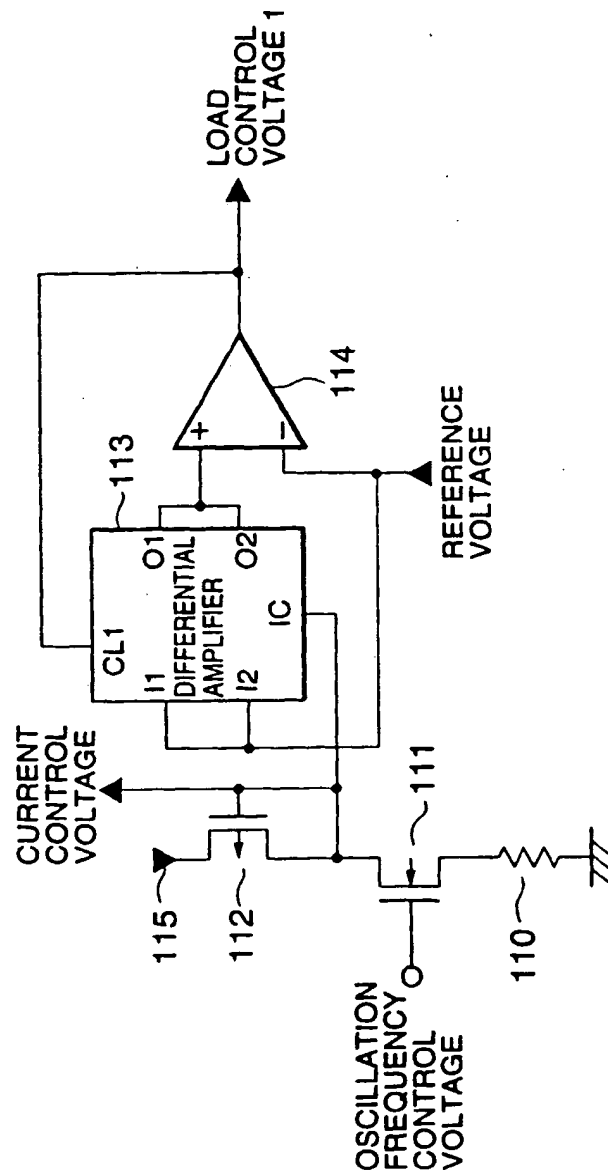 LOAD
CONTROL
VOLTAGE 1
114
+
−
REFERENCE
VOLTAGE
113
CL1
O1
O2
I1
DIFFERENTIAL
AMPLIFIER
I2
IC
CURRENT
CONTROL
VOLTAGE
115
112
111
110
OSCILLATION
FREQUENCY
CONTROL
VOLTAGE